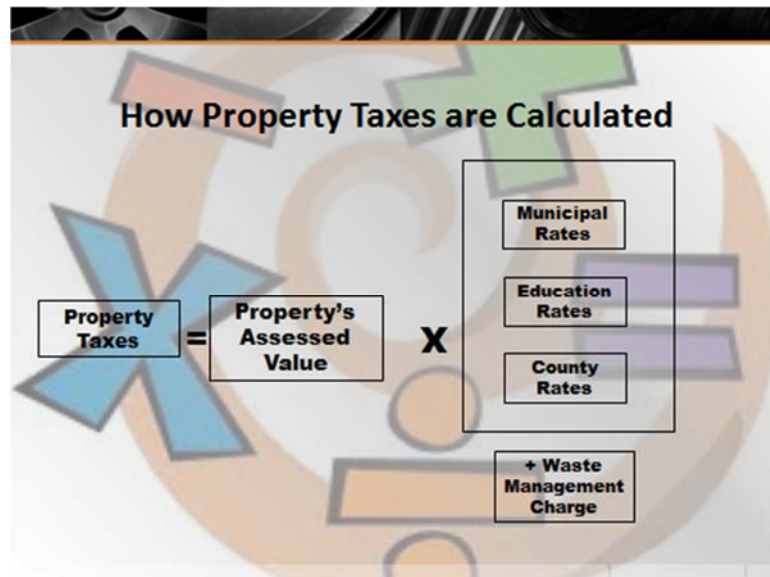 How Property Taxes are Calculated
Municipal
Rates
Property
Taxes
=
Property's
Assessed
Value
X
Education
Rates
County
Rates
+ Waste
Management
Charge